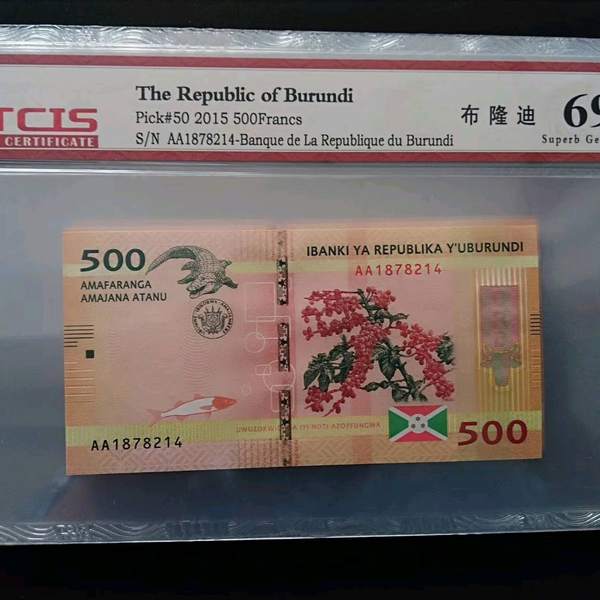 TCIS
CERTIFICATE
The Republic of Burundi
Pick#50 2015 500Francs
S/N AA1878214-Banque de La Republique du Burundi
布隆迪
69
Superb Ge
500
AMAFARANGA
AMAJANA ATANU
IBANKI YA REPUBLIKA Y'UBURUNDI
AA1878214
AA1878214
500